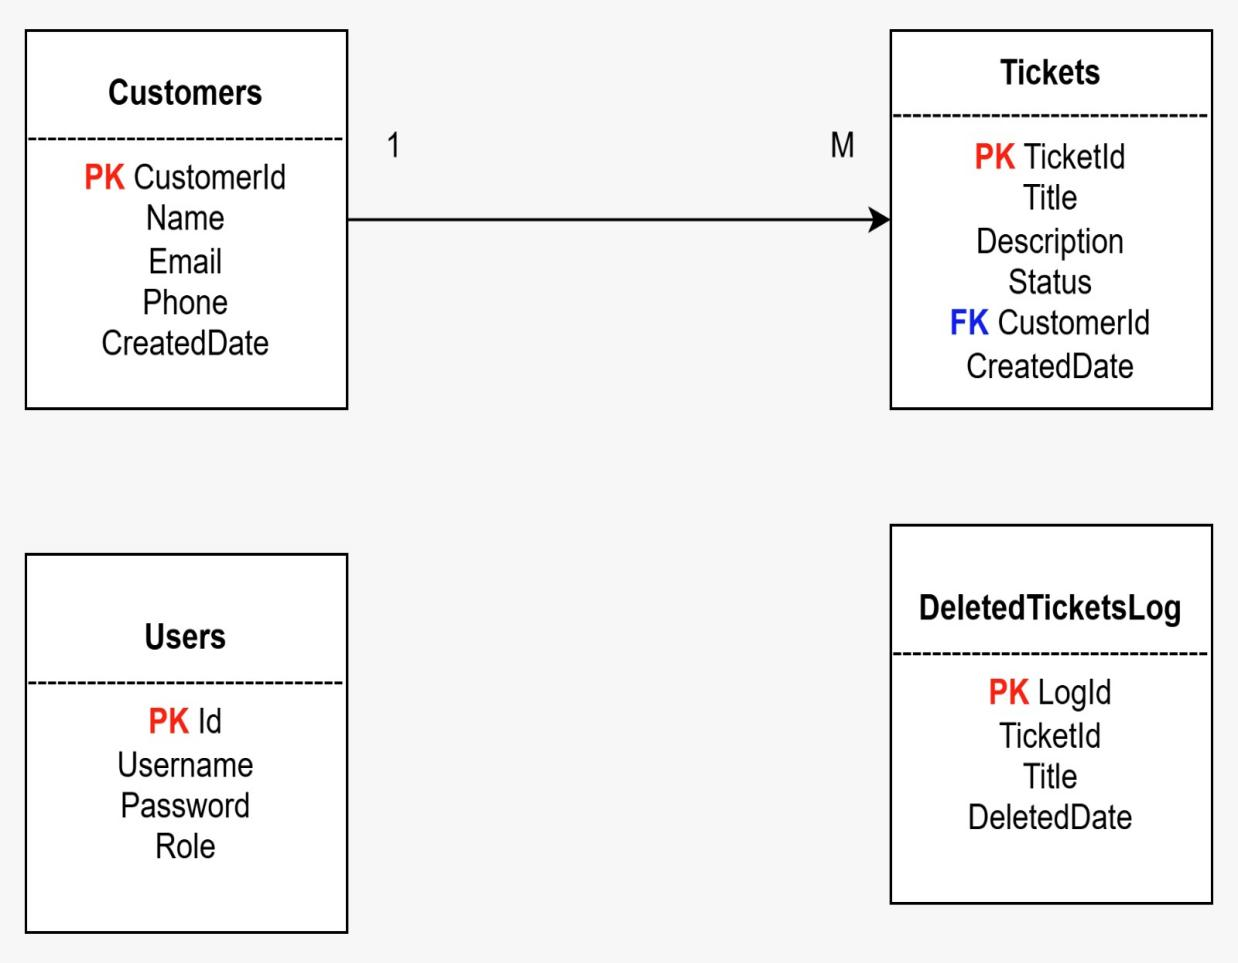 Customers
PK CustomerId
Name
Email
Phone
CreatedDate
1
M
Tickets
PK TicketId
Title
Description
Status
FK CustomerId
CreatedDate
Users
PK Id
Username
Password
Role
DeletedTicketsLog
PK LogId
TicketId
Title
DeletedDate